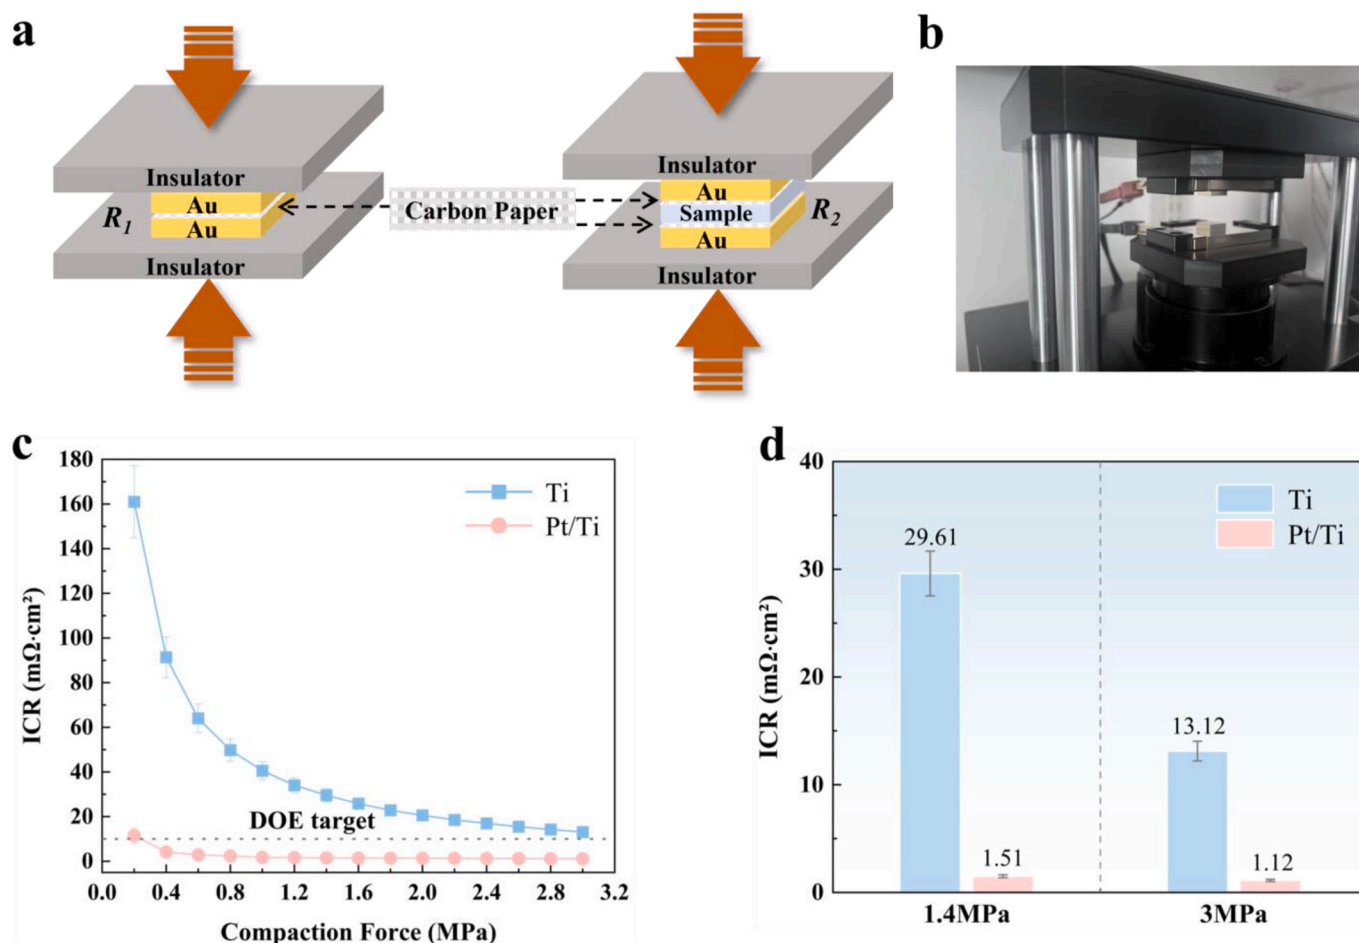 a
Insulator
Au
R₁
Au
Insulator
Carbon Paper
Insulator
Au
Sample
R₂
Au
Insulator
b
c
ICR (mΩ·cm²)
180
160
140
120
100
80
60
40
20
0
Ti
Pt/Ti
DOE target
0.0 0.4 0.8 1.2 1.6 2.0 2.4 2.8 3.2
Compaction Force (MPa)
d
ICR (mΩ·cm²)
40
30
20
10
0
Ti
Pt/Ti
29.61
1.51
13.12
1.12
1.4MPa 3MPa